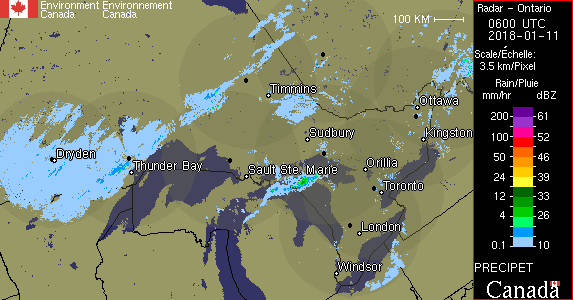 Environment Environnement
Canada Canada
100 KM
Timmins
Ottawa
Sudbury
Kingston
Dryden
Thunder Bay
Sault Ste. Marie
Orillia
Toronto
London
Windsor
Radar - Ontario
0600 UTC
2018-01-11
Scale/Échelle:
3.5 km/Pixel
Rain/Pluie
mm/hr dBZ
200 61
100 52
50 46
24 39
12 33
4 26
0.1 10
PRECIPET
Canada